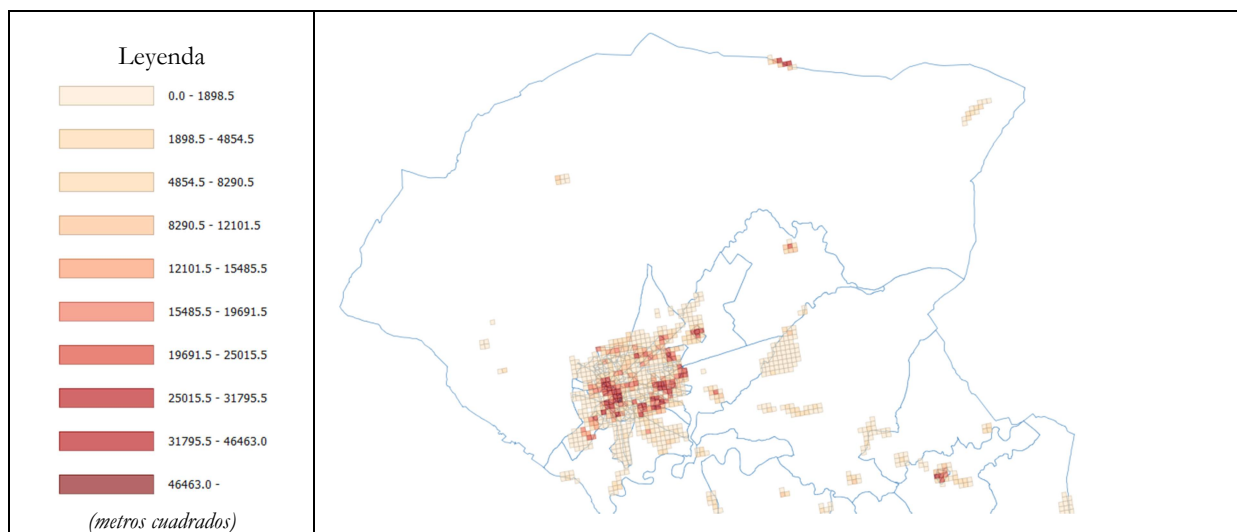 Leyenda
0.0 - 1898.5
1898.5 - 4854.5
4854.5 - 8290.5
8290.5 - 12101.5
12101.5 - 15485.5
15485.5 - 19691.5
19691.5 - 25015.5
25015.5 - 31795.5
31795.5 - 46463.0
46463.0 -
(metros cuadrados)